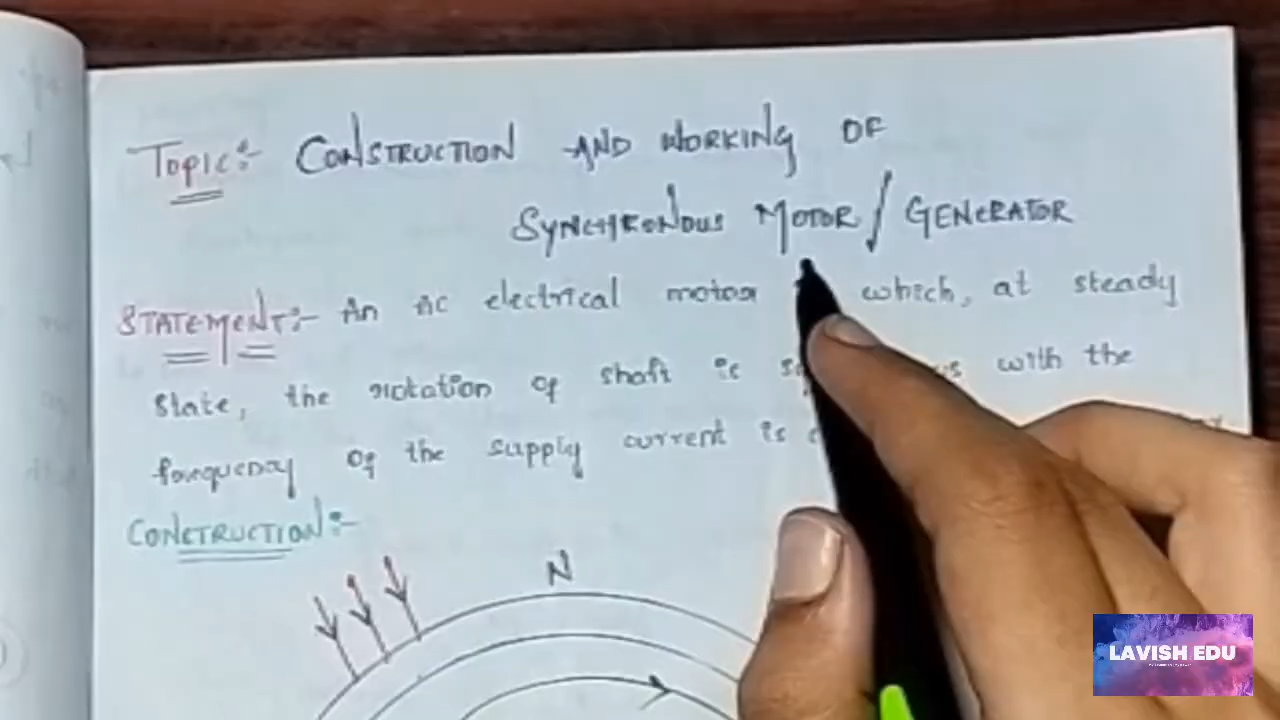 Topic:- CONSTRUCTION AND WORKING OF
SYNCHRONOUS MOTOR / GENERATOR
STATEMENT:- An AC electrical motor which, at steady
state, the rotation of shaft is with the
frequency of the supply current is
CONSTRUCTION:-
N
LAVISH EDU